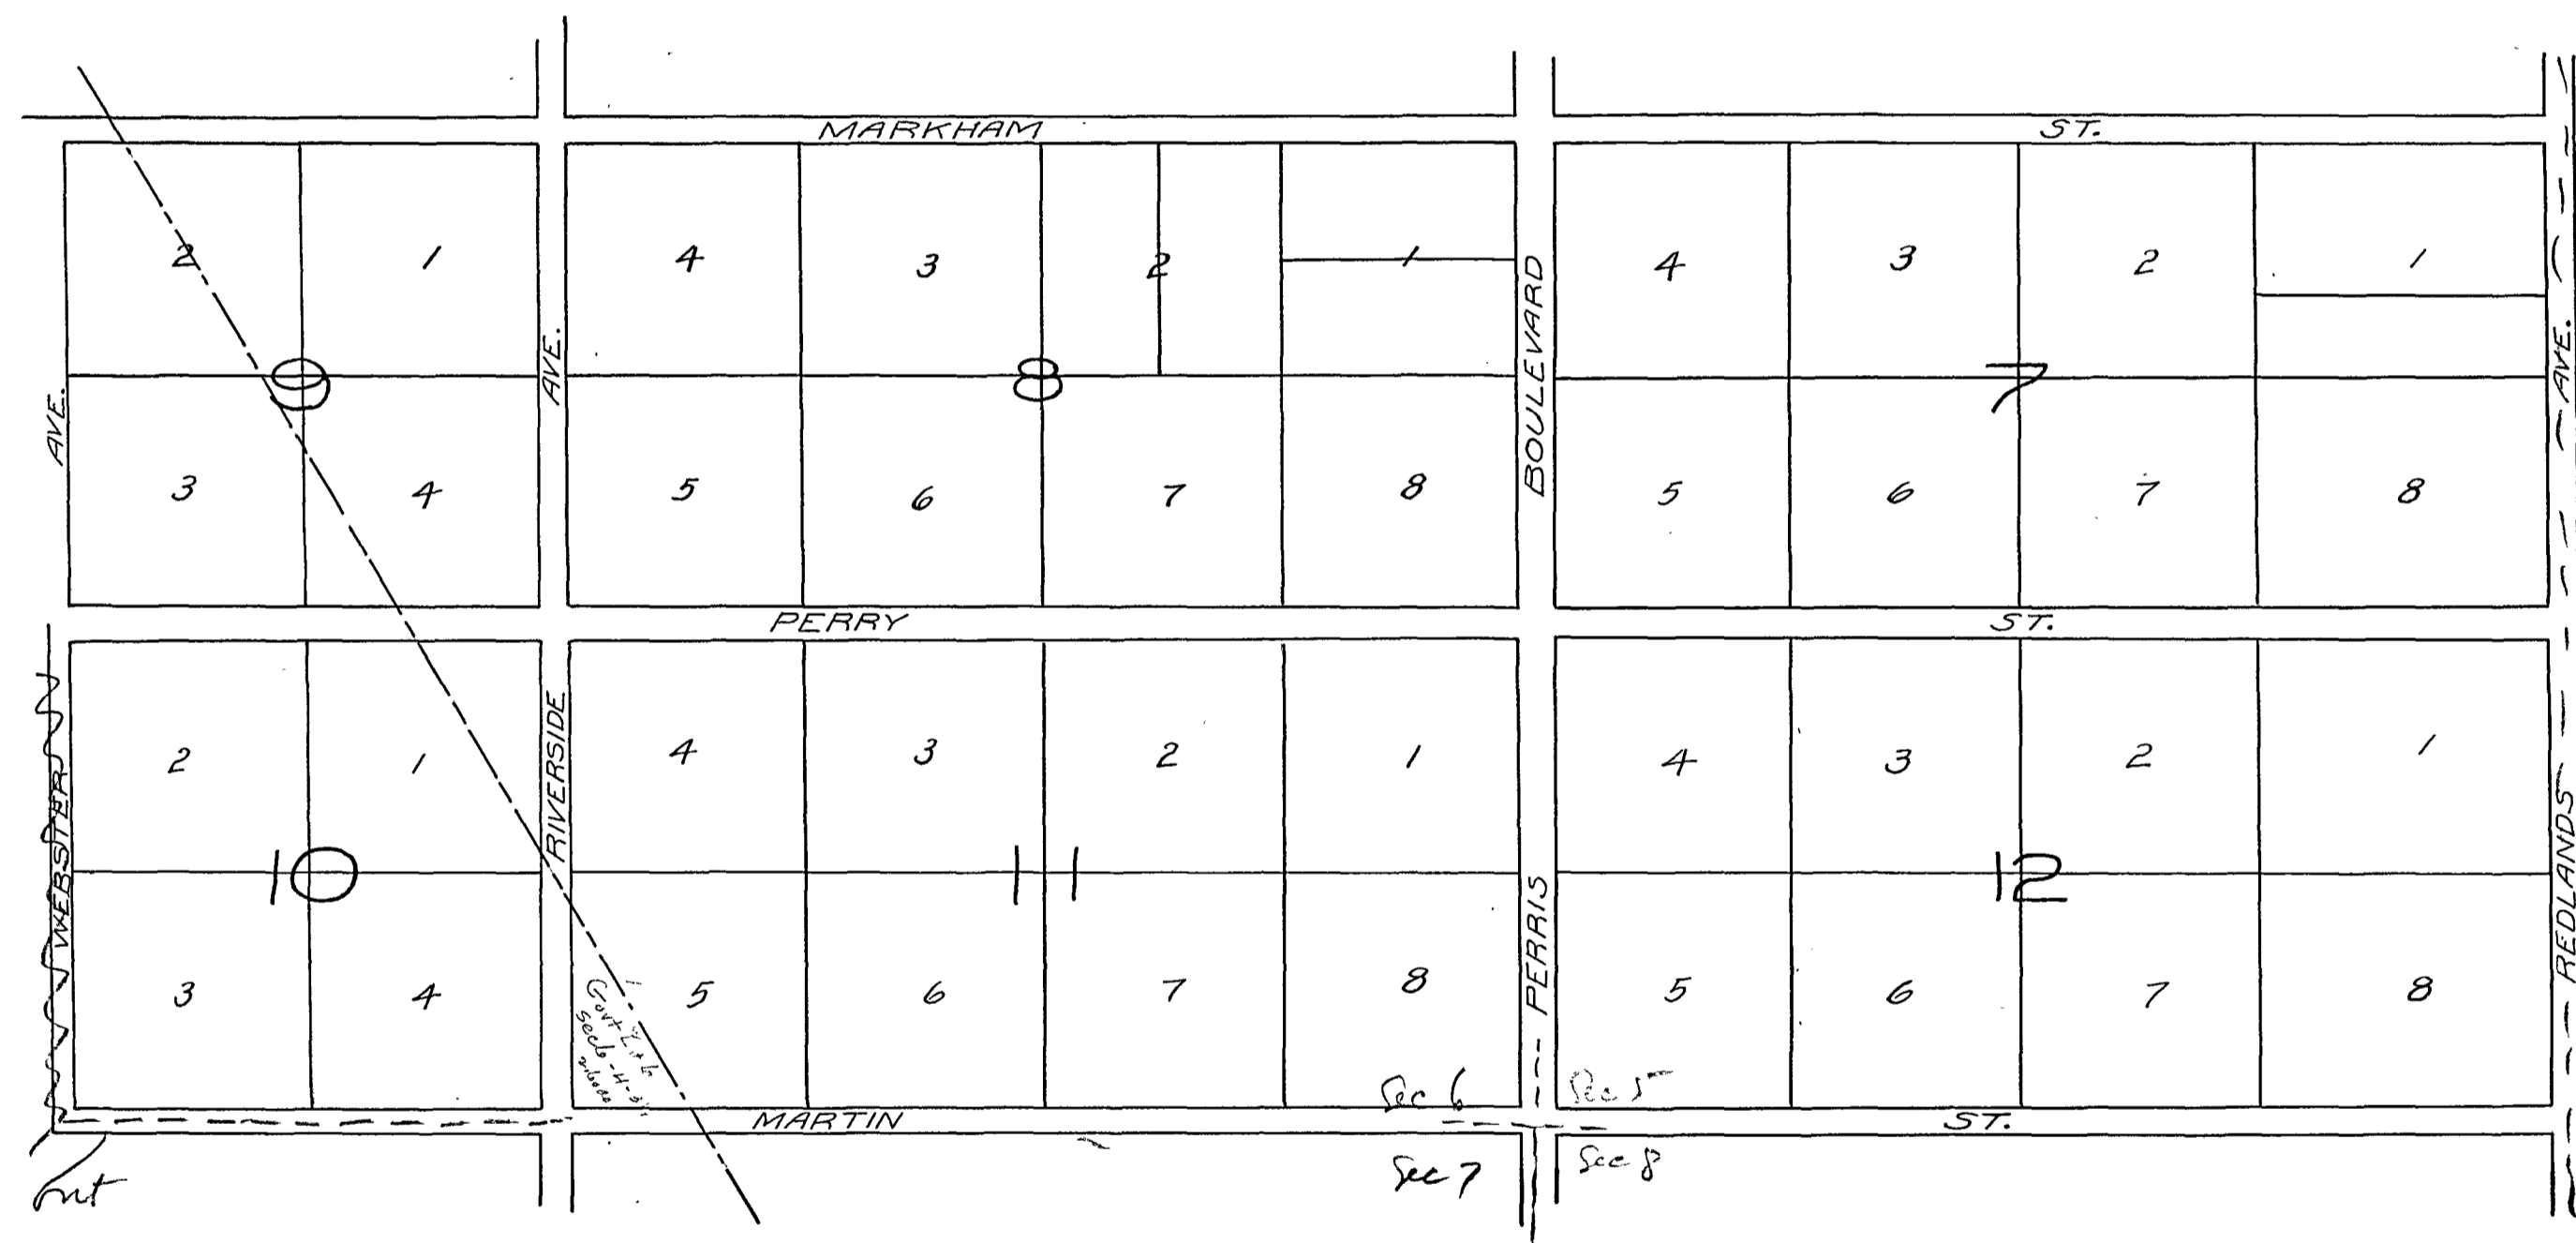 MARKHAM ST.
2 1 4 3 2 1 4 3 2 1
9 8 7
AVE. AVE. BOULEVARD AVE.
3 4 5 6 7 8 5 6 7 8
PERRY ST.
2 1 4 3 2 1 4 3 2 1
10 11 12
WEBSTER RIVERSIDE PERRIS REDLANDS
3 4 5 6 7 8 5 6 7 8
Govt
Sec 6 Sec 5
MARTIN ST.
Sec 7 Sec 8